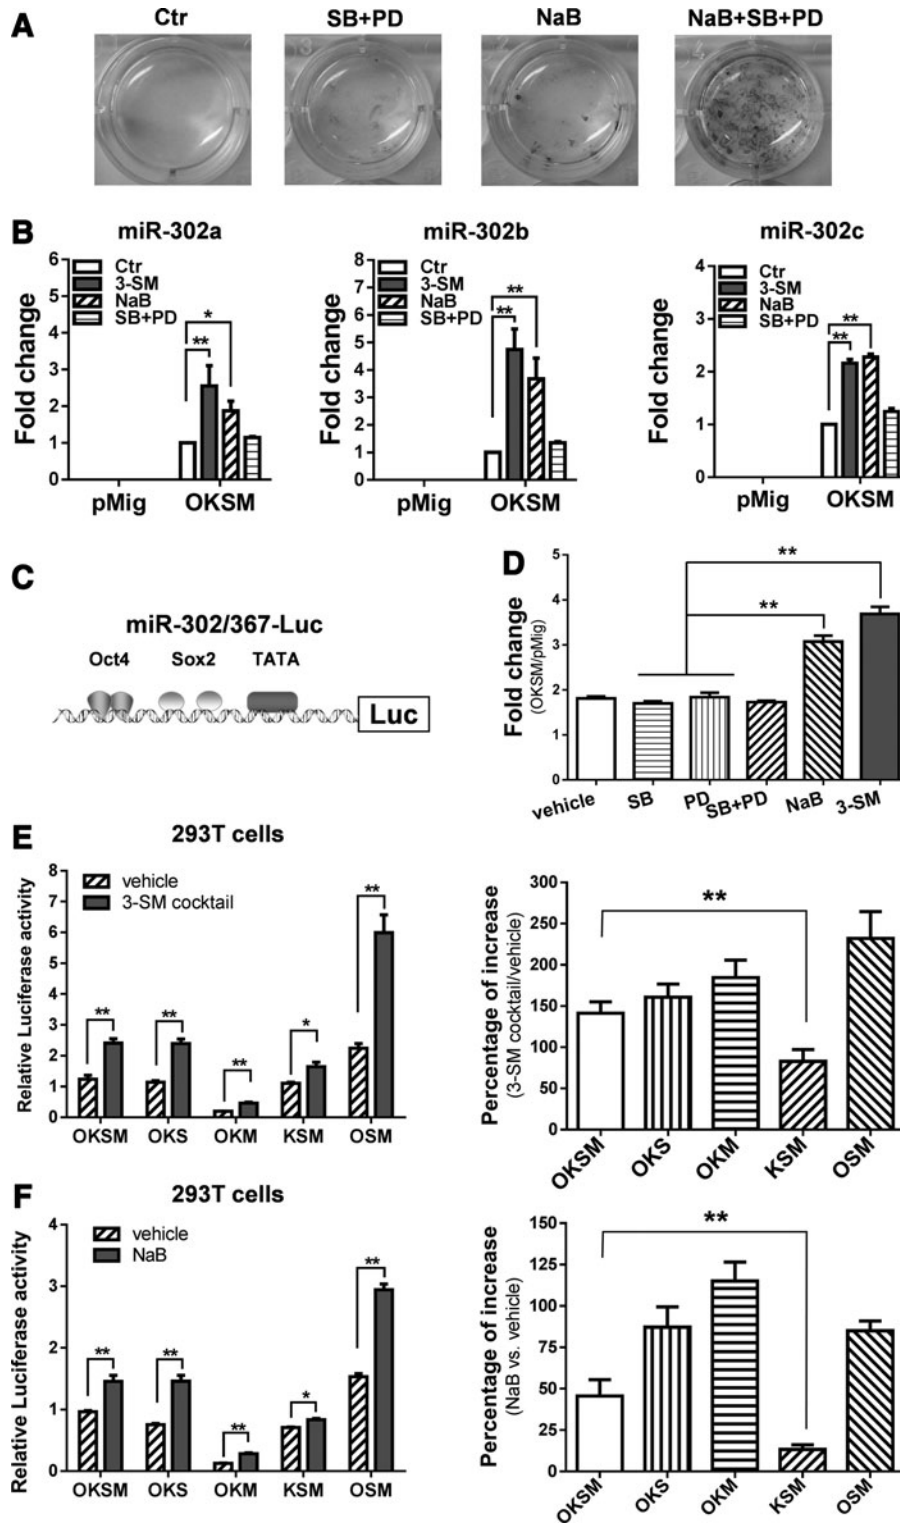 A
Ctr
SB+PD
NaB
NaB+SB+PD
B
miR-302a
Fold change
6
5
4
3
2
1
0
Ctr
3-SM
NaB
SB+PD
*
**
pMig
OKSM
miR-302b
Fold change
8
7
6
5
4
3
2
1
0
Ctr
3-SM
NaB
SB+PD
**
**
pMig
OKSM
miR-302c
Fold change
4
3
2
1
0
Ctr
3-SM
NaB
SB+PD
**
**
pMig
OKSM
C
miR-302/367-Luc
Oct4
Sox2
TATA
Luc
D
Fold change
(OKSM/pMig)
5
4
3
2
1
0
**
**
vehicle
SB
PD
SB+PD
NaB
3-SM
E
293T cells
Relative Luciferase activity
8
7
6
5
4
3
2
1
0
vehicle
3-SM cocktail
**
**
**
*
**
OKSM
OKS
OKM
KSM
OSM
Percentage of increase
(3-SM cocktail/vehicle)
300
250
200
150
100
50
0
**
OKSM
OKS
OKM
KSM
OSM
F
293T cells
Relative Luciferase activity
4
3
2
1
0
vehicle
NaB
**
**
**
*
**
OKSM
OKS
OKM
KSM
OSM
Percentage of increase
(NaB vs. vehicle)
150
125
100
75
50
25
0
**
OKSM
OKS
OKM
KSM
OSM